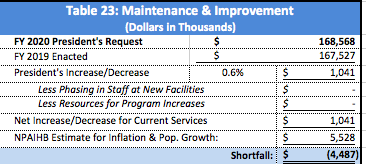 Table 23: Maintenance & Improvement
(Dollars in Thousands)
FY 2020 President's Request $ 168,568
FY 2019 Enacted $ 167,527
President's Increase/Decrease 0.6% $ 1,041
Less Phasing in Staff at New Facilities $ -
Less Resources for Program Increases $ -
Net Increase/Decrease for Current Services $ 1,041
NPAIHB Estimate for Inflation & Pop. Growth: $ 5,528
Shortfall: $ (4,487)